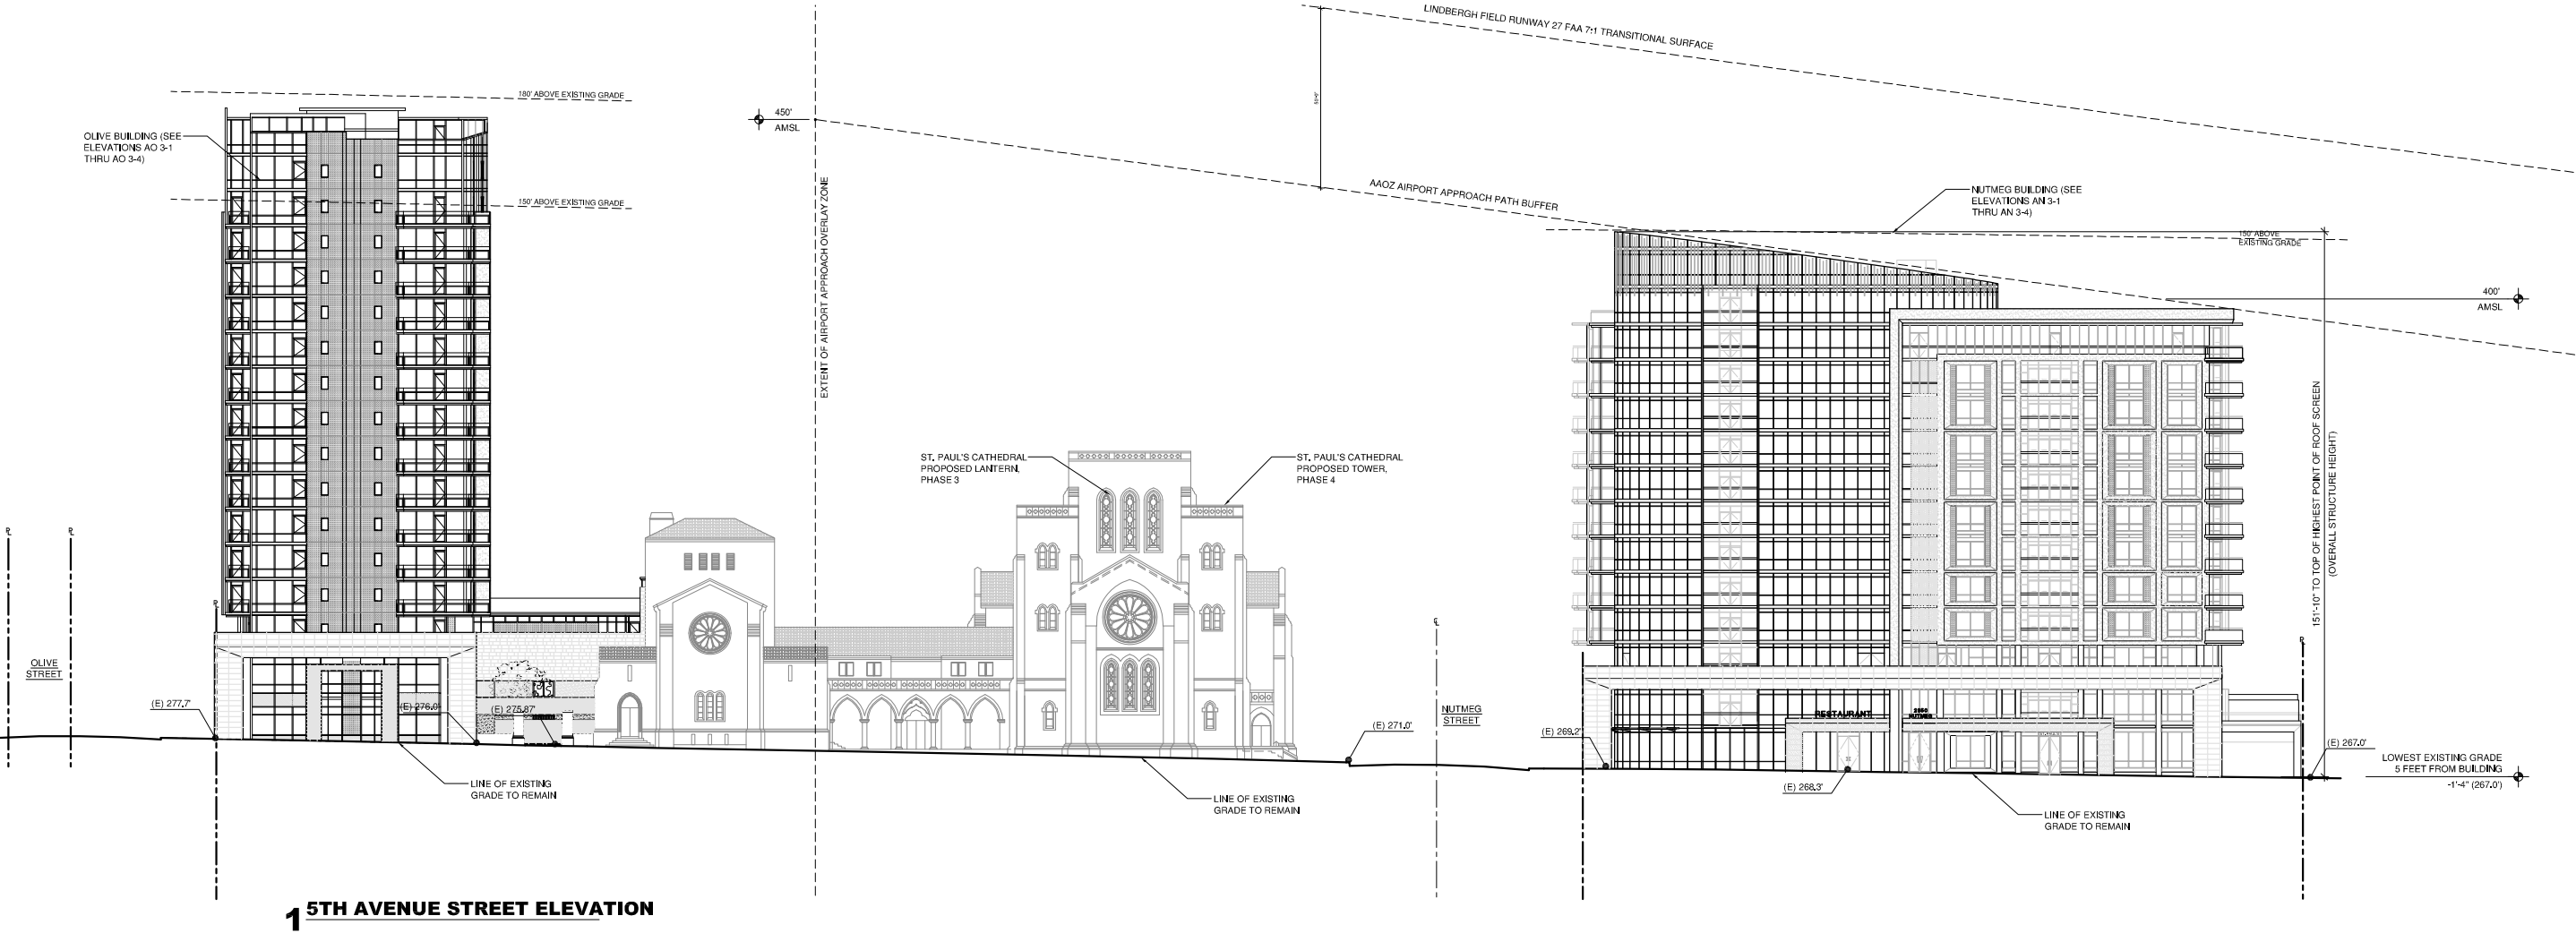 LINDBERGH FIELD RUNWAY 27 FAA 7:1 TRANSITIONAL SURFACE
180' ABOVE EXISTING GRADE
450'
AMSL
OLIVE BUILDING (SEE
ELEVATIONS AO 3-1
THRU AO 3-4)
150' ABOVE EXISTING GRADE
EXTENT OF AIRPORT APPROACH OVERLAY ZONE
AAOZ AIRPORT APPROACH PATH BUFFER
NUTMEG BUILDING (SEE
ELEVATIONS AN 3-1
THRU AN 3-4)
150' ABOVE
EXISTING GRADE
400'
AMSL
151'-10" TO TOP OF HIGHEST POINT OF ROOF SCREEN
(OVERALL STRUCTURE HEIGHT)
ST. PAUL'S CATHEDRAL
PROPOSED LANTERN,
PHASE 3
ST. PAUL'S CATHEDRAL
PROPOSED TOWER,
PHASE 4
OLIVE
STREET
(E) 277.7'
(E) 276.0'
(E) 275.87'
(E) 271.0'
NUTMEG
STREET
(E) 269.2'
RESTAURANT
NUTMEG
(E) 268.3'
(E) 267.0'
LOWEST EXISTING GRADE
5 FEET FROM BUILDING
-1'-4" (267.0')
LINE OF EXISTING
GRADE TO REMAIN
LINE OF EXISTING
GRADE TO REMAIN
LINE OF EXISTING
GRADE TO REMAIN
1 5TH AVENUE STREET ELEVATION